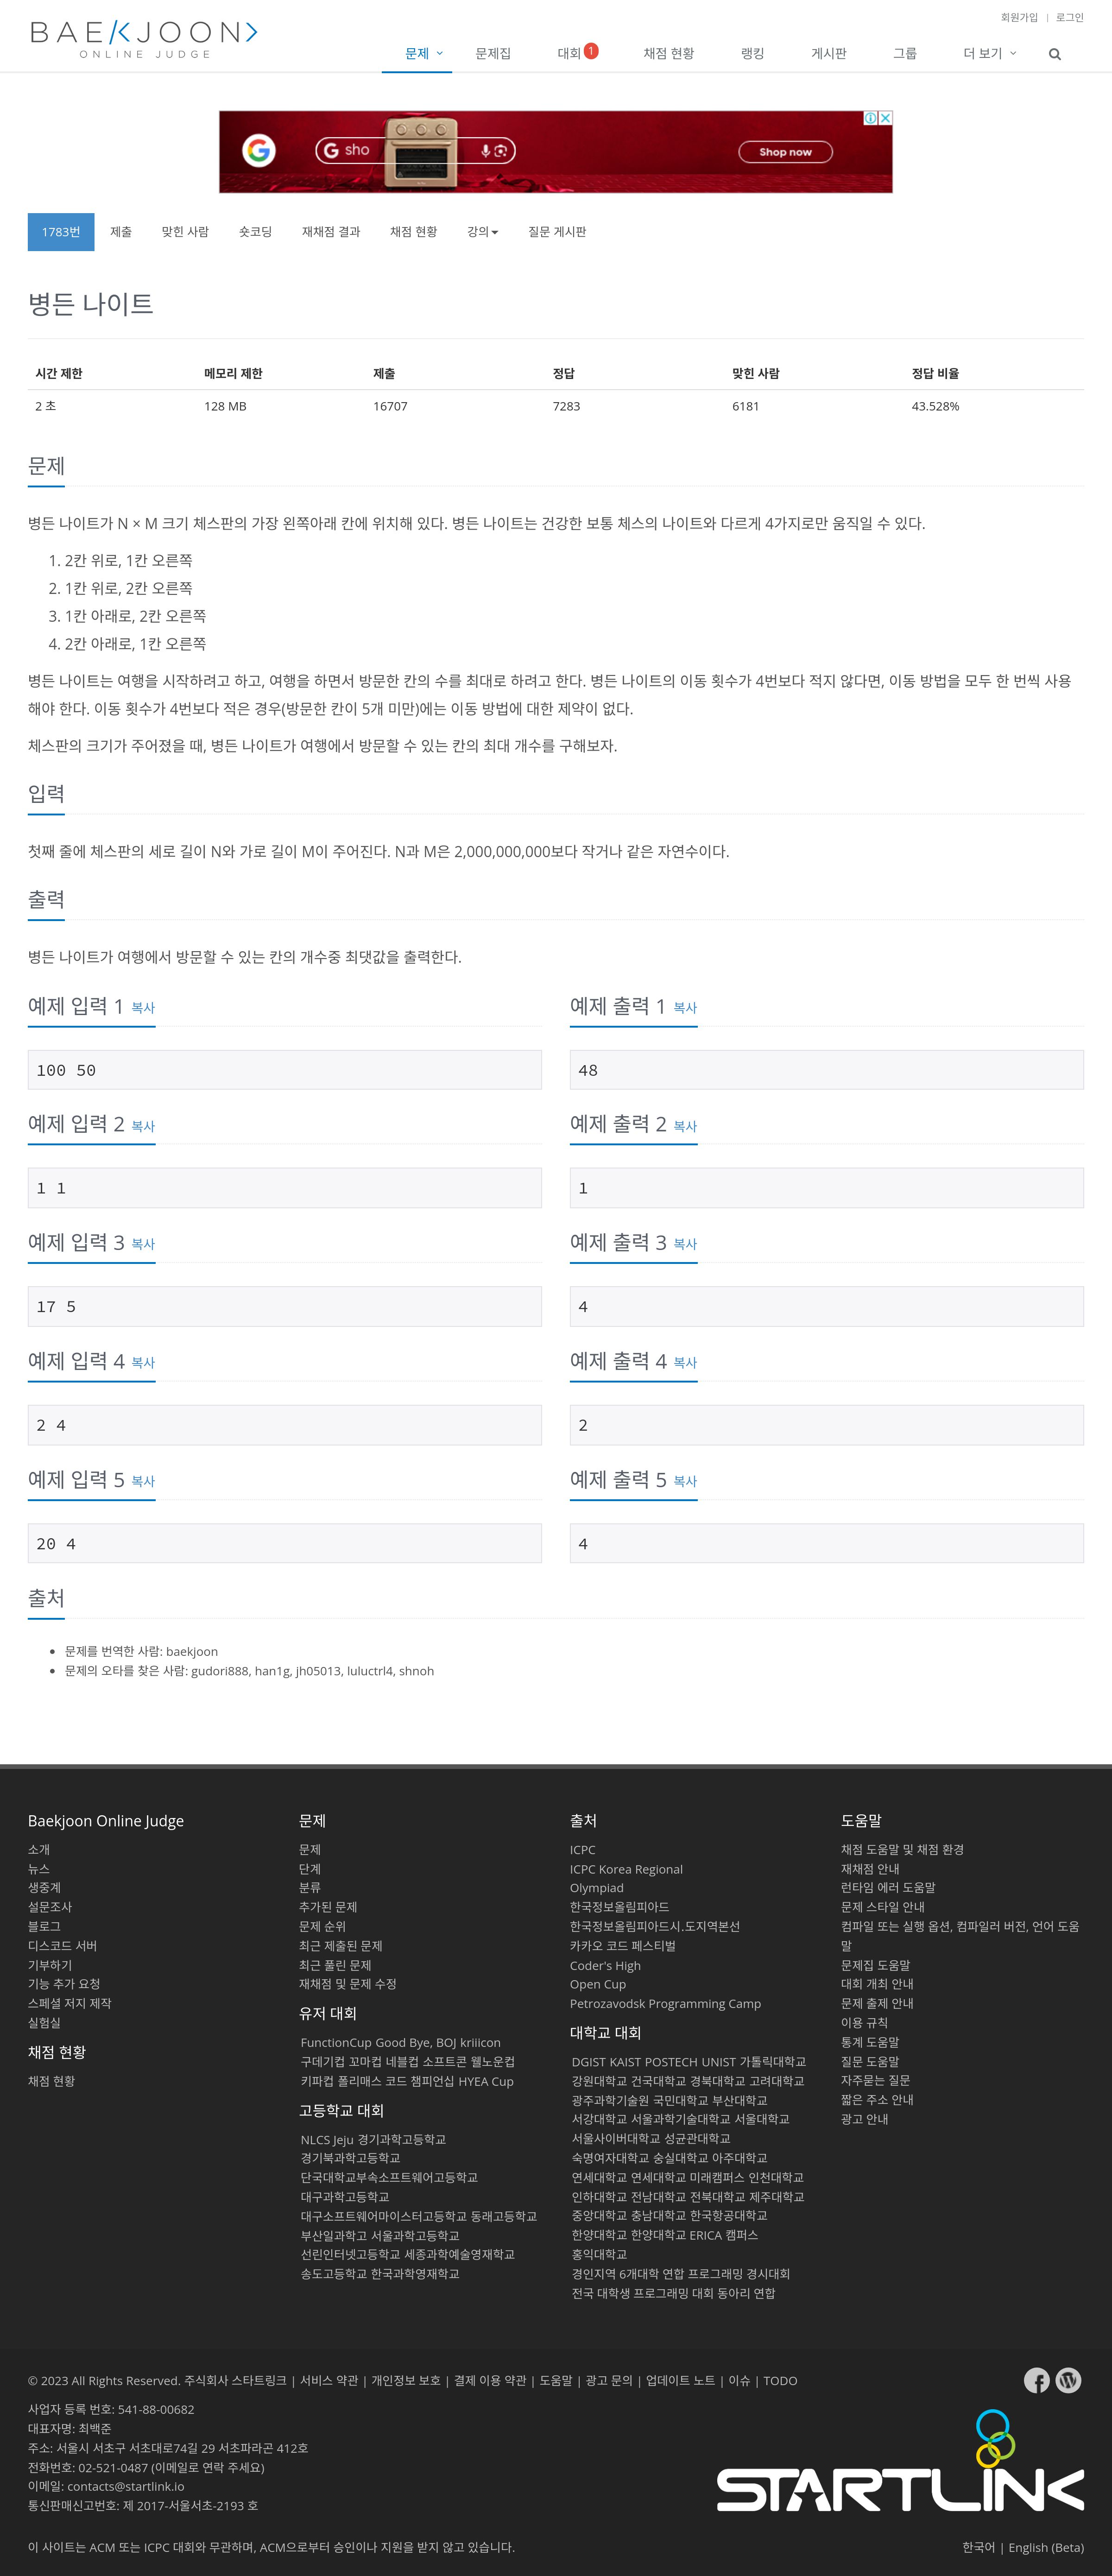 회원가입 | 로그인
BAEKJOON>
ONLINE JUDGE
문제 문제집 대회 1 채점 현황 랭킹 게시판 그룹 더 보기
G sho Shop now
1783번 제출 맞힌 사람 숏코딩 재채점 결과 채점 현황 강의 질문 게시판
병든 나이트
시간 제한 메모리 제한 제출 정답 맞힌 사람 정답 비율
2 초 128 MB 16707 7283 6181 43.528%
문제
병든 나이트가 N × M 크기 체스판의 가장 왼쪽아래 칸에 위치해 있다. 병든 나이트는 건강한 보통 체스의 나이트와 다르게 4가지로만 움직일 수 있다.
1. 2칸 위로, 1칸 오른쪽
2. 1칸 위로, 2칸 오른쪽
3. 1칸 아래로, 2칸 오른쪽
4. 2칸 아래로, 1칸 오른쪽
병든 나이트는 여행을 시작하려고 하고, 여행을 하면서 방문한 칸의 수를 최대로 하려고 한다. 병든 나이트의 이동 횟수가 4번보다 적지 않다면, 이동 방법을 모두 한 번씩 사용
해야 한다. 이동 횟수가 4번보다 적은 경우(방문한 칸이 5개 미만)에는 이동 방법에 대한 제약이 없다.
체스판의 크기가 주어졌을 때, 병든 나이트가 여행에서 방문할 수 있는 칸의 최대 개수를 구해보자.
입력
첫째 줄에 체스판의 세로 길이 N와 가로 길이 M이 주어진다. N과 M은 2,000,000,000보다 작거나 같은 자연수이다.
출력
병든 나이트가 여행에서 방문할 수 있는 칸의 개수중 최댓값을 출력한다.
예제 입력 1 복사 예제 출력 1 복사
100 50 48
예제 입력 2 복사 예제 출력 2 복사
1 1 1
예제 입력 3 복사 예제 출력 3 복사
17 5 4
예제 입력 4 복사 예제 출력 4 복사
2 4 2
예제 입력 5 복사 예제 출력 5 복사
20 4 4
출처
문제를 번역한 사람: baekjoon
문제의 오타를 찾은 사람: gudori888, han1g, jh05013, luluctrl4, shnoh
Baekjoon Online Judge
소개
뉴스
생중계
설문조사
블로그
디스코드 서버
기부하기
기능 추가 요청
스페셜 저지 제작
실험실
채점 현황
채점 현황
문제
문제
단계
분류
추가된 문제
문제 순위
최근 제출된 문제
최근 풀린 문제
재채점 및 문제 수정
유저 대회
FunctionCup Good Bye, BOJ kriiicon
구데기컵 꼬마컵 네블컵 소프트콘 웰노운컵
키파컵 폴리매스 코드 챔피언십 HYEA Cup
고등학교 대회
NLCS Jeju 경기과학고등학교
경기북과학고등학교
단국대학교부속소프트웨어고등학교
대구과학고등학교
대구소프트웨어마이스터고등학교 동래고등학교
부산일과학고 서울과학고등학교
선린인터넷고등학교 세종과학예술영재학교
송도고등학교 한국과학영재학교
출처
ICPC
ICPC Korea Regional
Olympiad
한국정보올림피아드
한국정보올림피아드시.도지역본선
카카오 코드 페스티벌
Coder's High
Open Cup
Petrozavodsk Programming Camp
대학교 대회
DGIST KAIST POSTECH UNIST 가톨릭대학교
강원대학교 건국대학교 경북대학교 고려대학교
광주과학기술원 국민대학교 부산대학교
서강대학교 서울과학기술대학교 서울대학교
서울사이버대학교 성균관대학교
숙명여자대학교 숭실대학교 아주대학교
연세대학교 연세대학교 미래캠퍼스 인천대학교
인하대학교 전남대학교 전북대학교 제주대학교
중앙대학교 충남대학교 한국항공대학교
한양대학교 한양대학교 ERICA 캠퍼스
홍익대학교
경인지역 6개대학 연합 프로그래밍 경시대회
전국 대학생 프로그래밍 대회 동아리 연합
도움말
채점 도움말 및 채점 환경
재채점 안내
런타임 에러 도움말
문제 스타일 안내
컴파일 또는 실행 옵션, 컴파일러 버전, 언어 도움
말
문제집 도움말
대회 개최 안내
문제 출제 안내
이용 규칙
통계 도움말
질문 도움말
자주묻는 질문
짧은 주소 안내
광고 안내
© 2023 All Rights Reserved. 주식회사 스타트링크 | 서비스 약관 | 개인정보 보호 | 결제 이용 약관 | 도움말 | 광고 문의 | 업데이트 노트 | 이슈 | TODO
사업자 등록 번호: 541-88-00682
대표자명: 최백준
주소: 서울시 서초구 서초대로74길 29 서초파라곤 412호
전화번호: 02-521-0487 (이메일로 연락 주세요)
이메일: contacts@startlink.io
통신판매신고번호: 제 2017-서울서초-2193 호
STARTLINK
이 사이트는 ACM 또는 ICPC 대회와 무관하며, ACM으로부터 승인이나 지원을 받지 않고 있습니다.
한국어 | English (Beta)